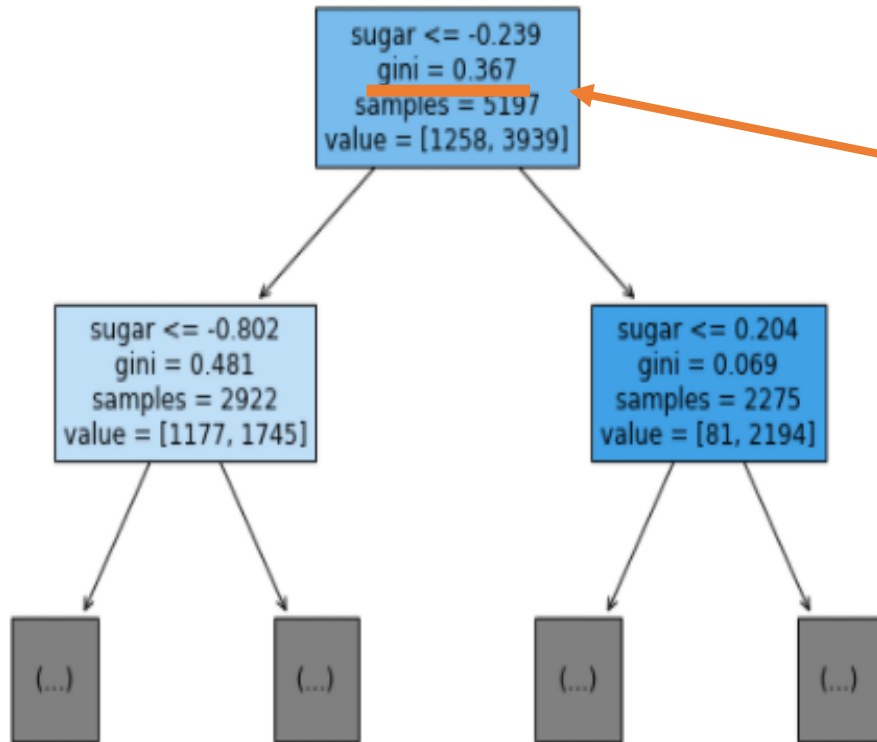 sugar <= -0.239
gini = 0.367
samples = 5197
value = [1258, 3939]
sugar <= -0.802
gini = 0.481
samples = 2922
value = [1177, 1745]
sugar <= 0.204
gini = 0.069
samples = 2275
value = [81, 2194]
(...)
(...)
(...)
(...)